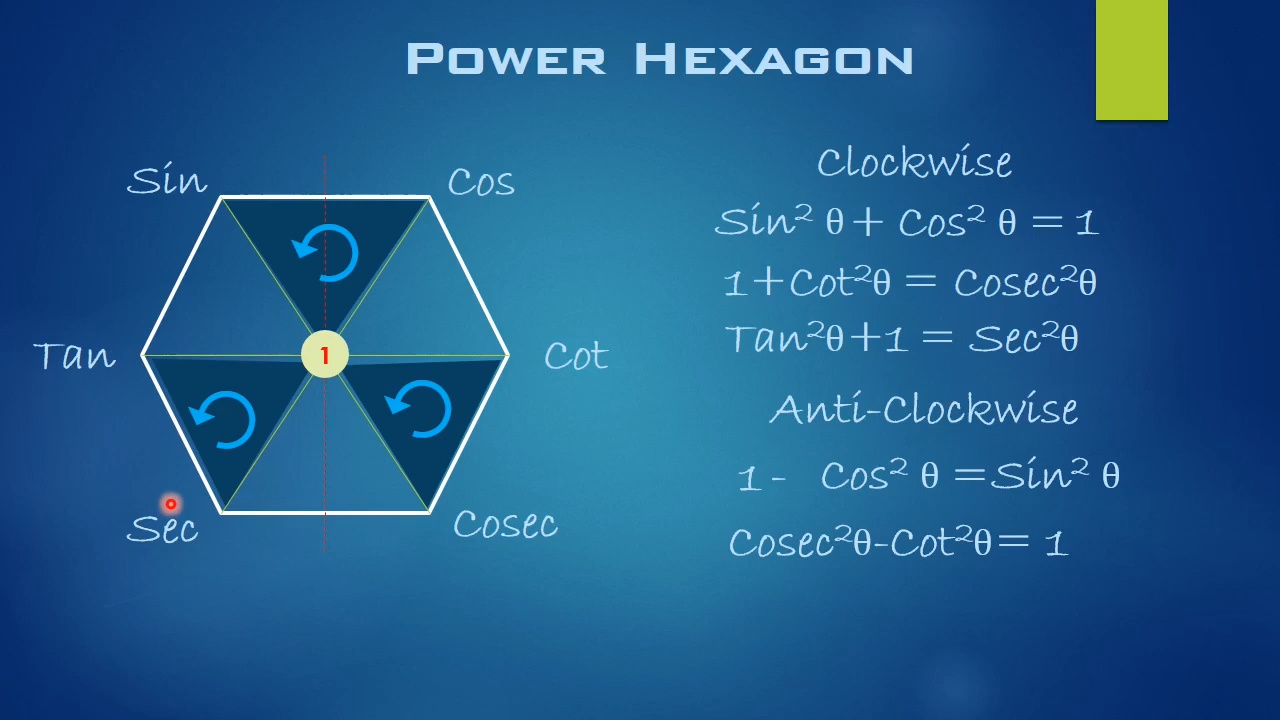 POWER HEXAGON
Sin
Cos
Tan
1
Cot
Sec
Cosec
Clockwise
Sin² θ + Cos² θ = 1
1+Cot²θ = Cosec²θ
Tan²θ+1 = Sec²θ
Anti-Clockwise
1 - Cos² θ =Sin² θ
Cosec²θ-Cot²θ= 1